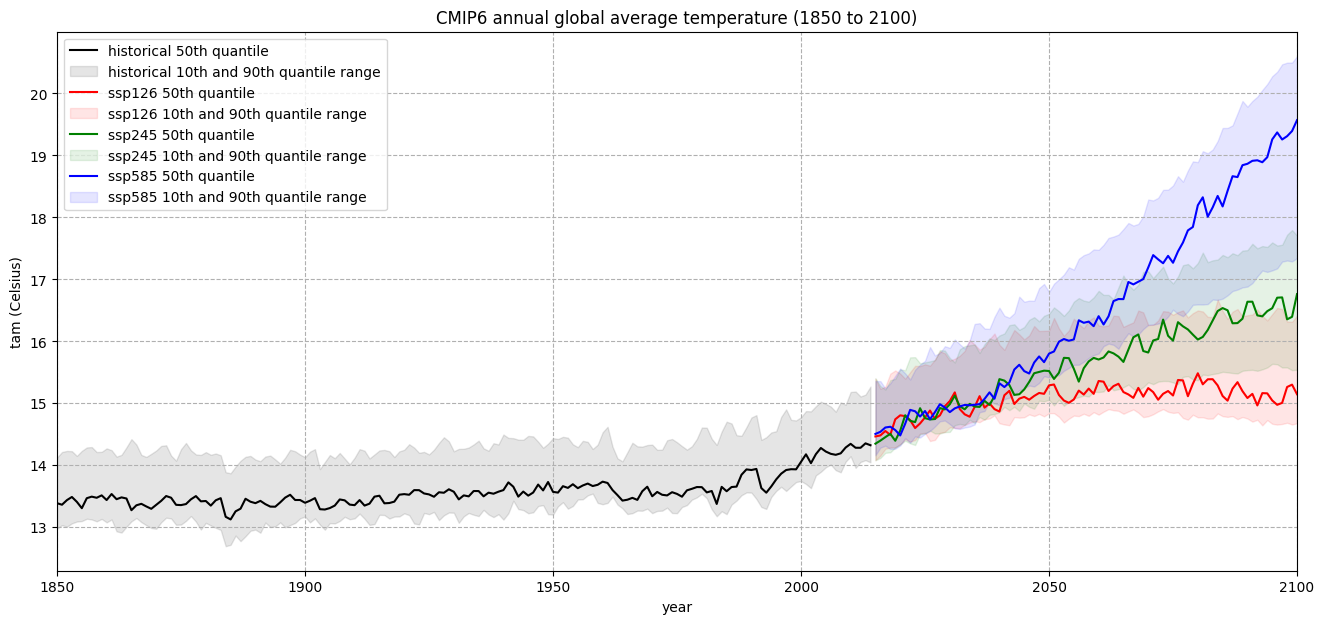 CMIP6 annual global average temperature (1850 to 2100)
historical 50th quantile
historical 10th and 90th quantile range
ssp126 50th quantile
ssp126 10th and 90th quantile range
ssp245 50th quantile
ssp245 10th and 90th quantile range
ssp585 50th quantile
ssp585 10th and 90th quantile range
20
19
18
17
16
15
14
13
tam (Celsius)
1850 1900 1950 2000 2050 2100
year